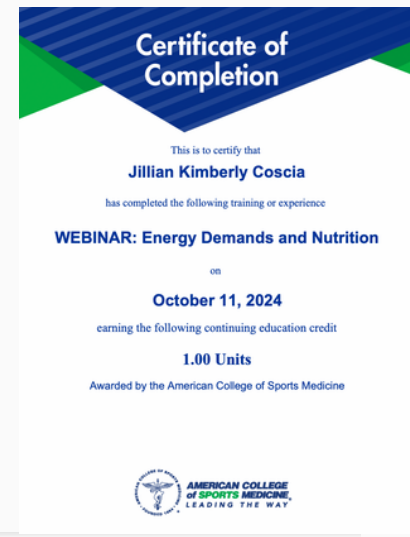 Certificate of
Completion
This is to certify that
Jillian Kimberly Coscia
has completed the following training or experience
WEBINAR: Energy Demands and Nutrition
on
October 11, 2024
earning the following continuing education credit
1.00 Units
Awarded by the American College of Sports Medicine
AMERICAN COLLEGE
of SPORTS MEDICINE
LEADING THE WAY